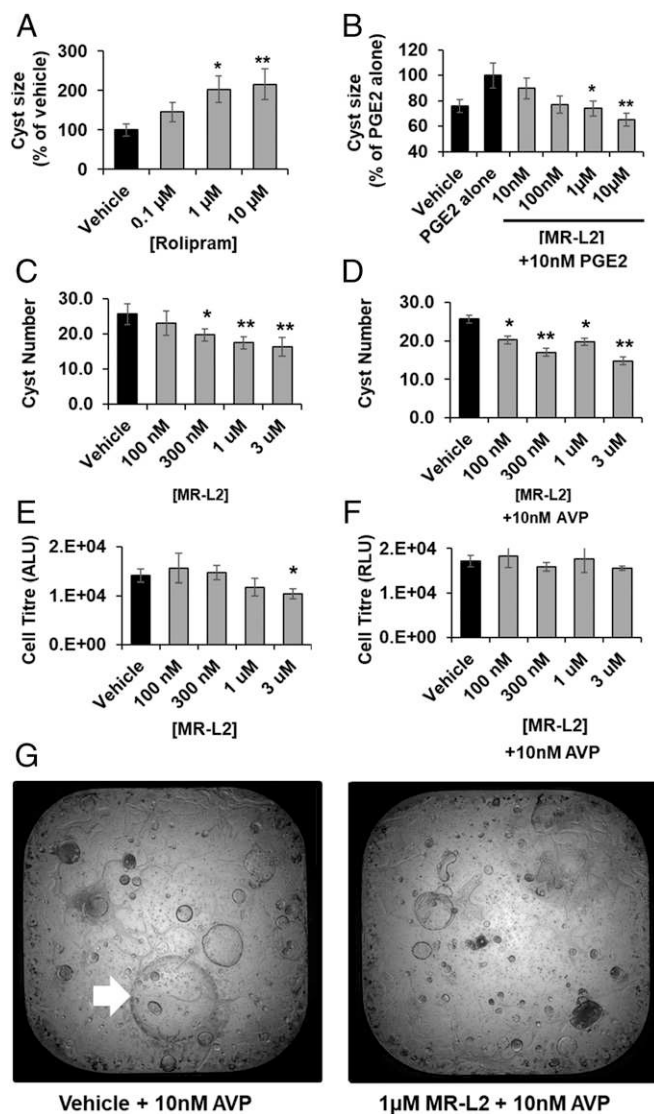 A
Cyst size
(% of vehicle)
300
200
100
0
*
**
Vehicle
0.1 µM
1 µM
10 µM
[Rolipram]
B
Cyst size
(% of PGE2 alone)
120
100
80
60
40
*
**
Vehicle
PGE2 alone
10nM
100nM
1µM
10µM
[MR-L2]
+10nM PGE2
C
Cyst Number
30.0
20.0
10.0
0.0
*
**
**
Vehicle
100 nM
300 nM
1 uM
3 uM
[MR-L2]
D
Cyst Number
30.0
20.0
10.0
0.0
*
**
*
**
Vehicle
100 nM
300 nM
1 uM
3 uM
[MR-L2]
+10nM AVP
E
Cell Titre (ALU)
2.E+04
1.E+04
0.E+00
*
Vehicle
100 nM
300 nM
1 uM
3 uM
[MR-L2]
F
Cell Titre (RLU)
2.E+04
1.E+04
0.E+00
Vehicle
100 nM
300 nM
1 uM
3 uM
[MR-L2]
+10nM AVP
G
Vehicle + 10nM AVP
1µM MR-L2 + 10nM AVP